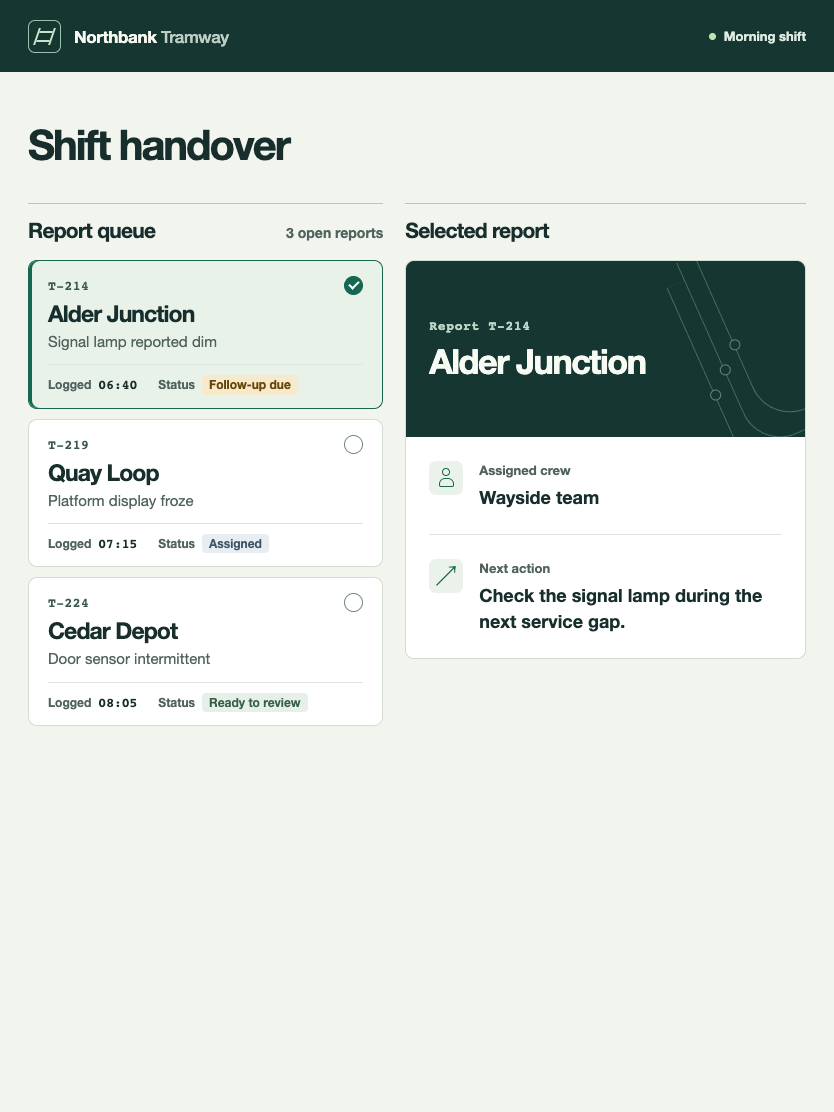 Northbank Tramway
Morning shift
Shift handover
Report queue
3 open reports
T-214
Alder Junction
Signal lamp reported dim
Logged 06:40 Status Follow-up due
T-219
Quay Loop
Platform display froze
Logged 07:15 Status Assigned
T-224
Cedar Depot
Door sensor intermittent
Logged 08:05 Status Ready to review
Selected report
Report T-214
Alder Junction
Assigned crew
Wayside team
Next action
Check the signal lamp during the
next service gap.